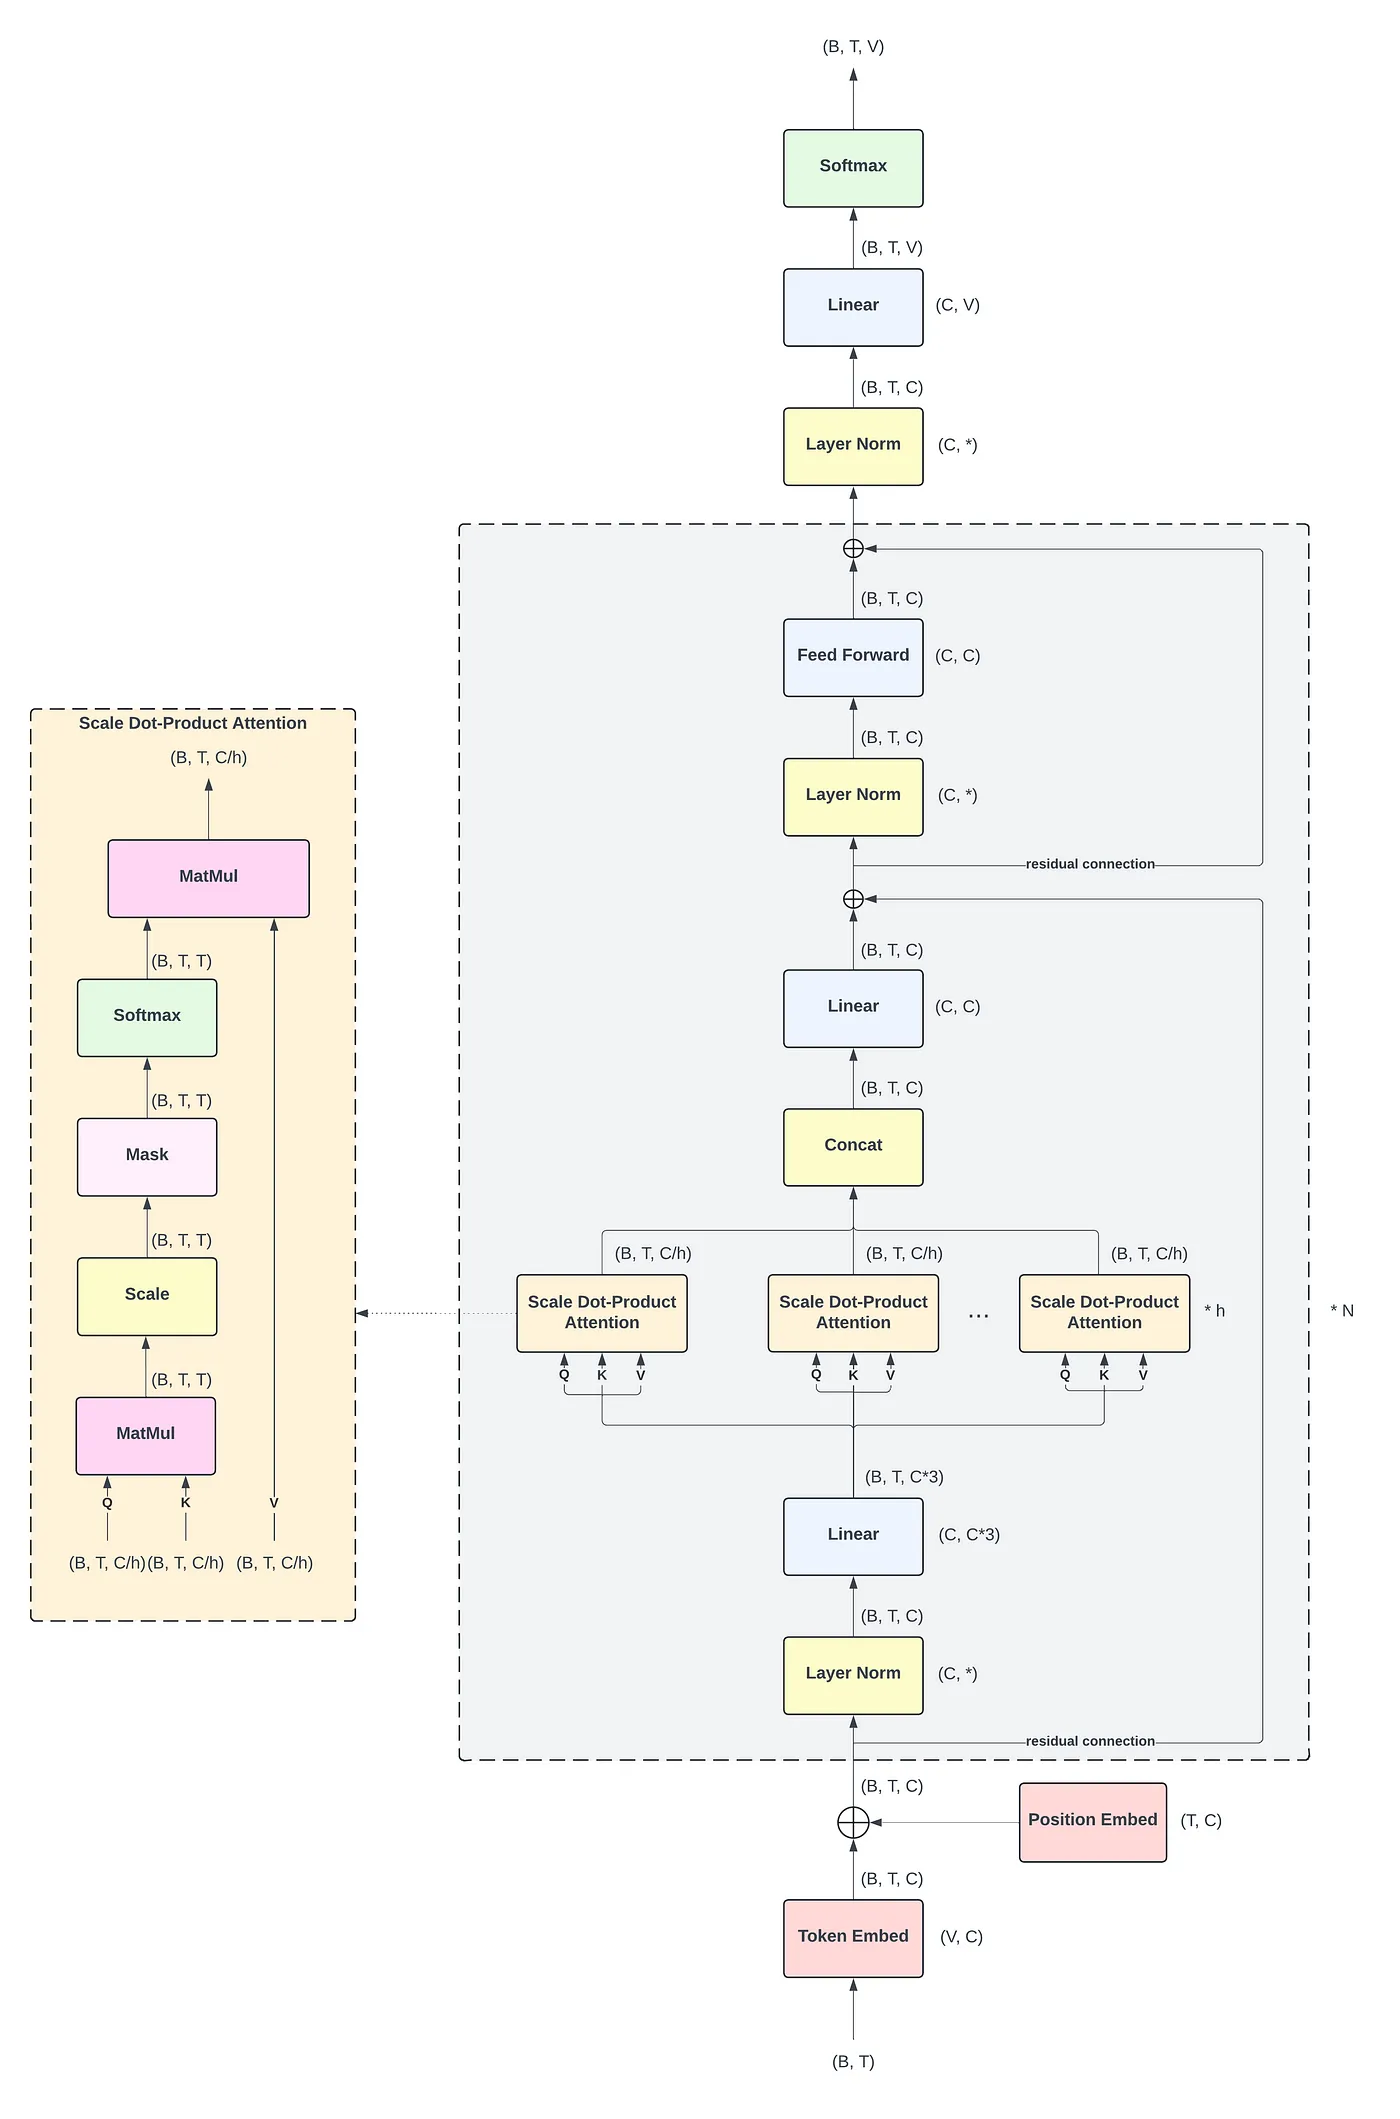 (B, T, V)
Softmax
(B, T, V)
Linear
(C, V)
(B, T, C)
Layer Norm
(C, *)
(B, T, C)
Feed Forward
(C, C)
(B, T, C)
Layer Norm
(C, *)
residual connection
(B, T, C)
Linear
(C, C)
(B, T, C)
Concat
(B, T, C/h)
(B, T, C/h)
(B, T, C/h)
Scale Dot-Product
Attention
Scale Dot-Product
Attention
...
Scale Dot-Product
Attention
* h
* N
Q K V
Q K V
Q K V
(B, T, C*3)
Linear
(C, C*3)
(B, T, C)
Layer Norm
(C, *)
residual connection
(B, T, C)
Position Embed
(T, C)
(B, T, C)
Token Embed
(V, C)
(B, T)
Scale Dot-Product Attention
(B, T, C/h)
MatMul
(B, T, T)
Softmax
(B, T, T)
Mask
(B, T, T)
Scale
(B, T, T)
MatMul
Q K V
(B, T, C/h) (B, T, C/h) (B, T, C/h)